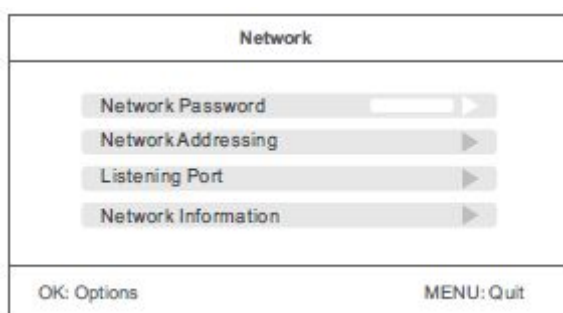 Network
Network Password
Network Addressing
Listening Port
Network Information
OK: Options MENU: Quit